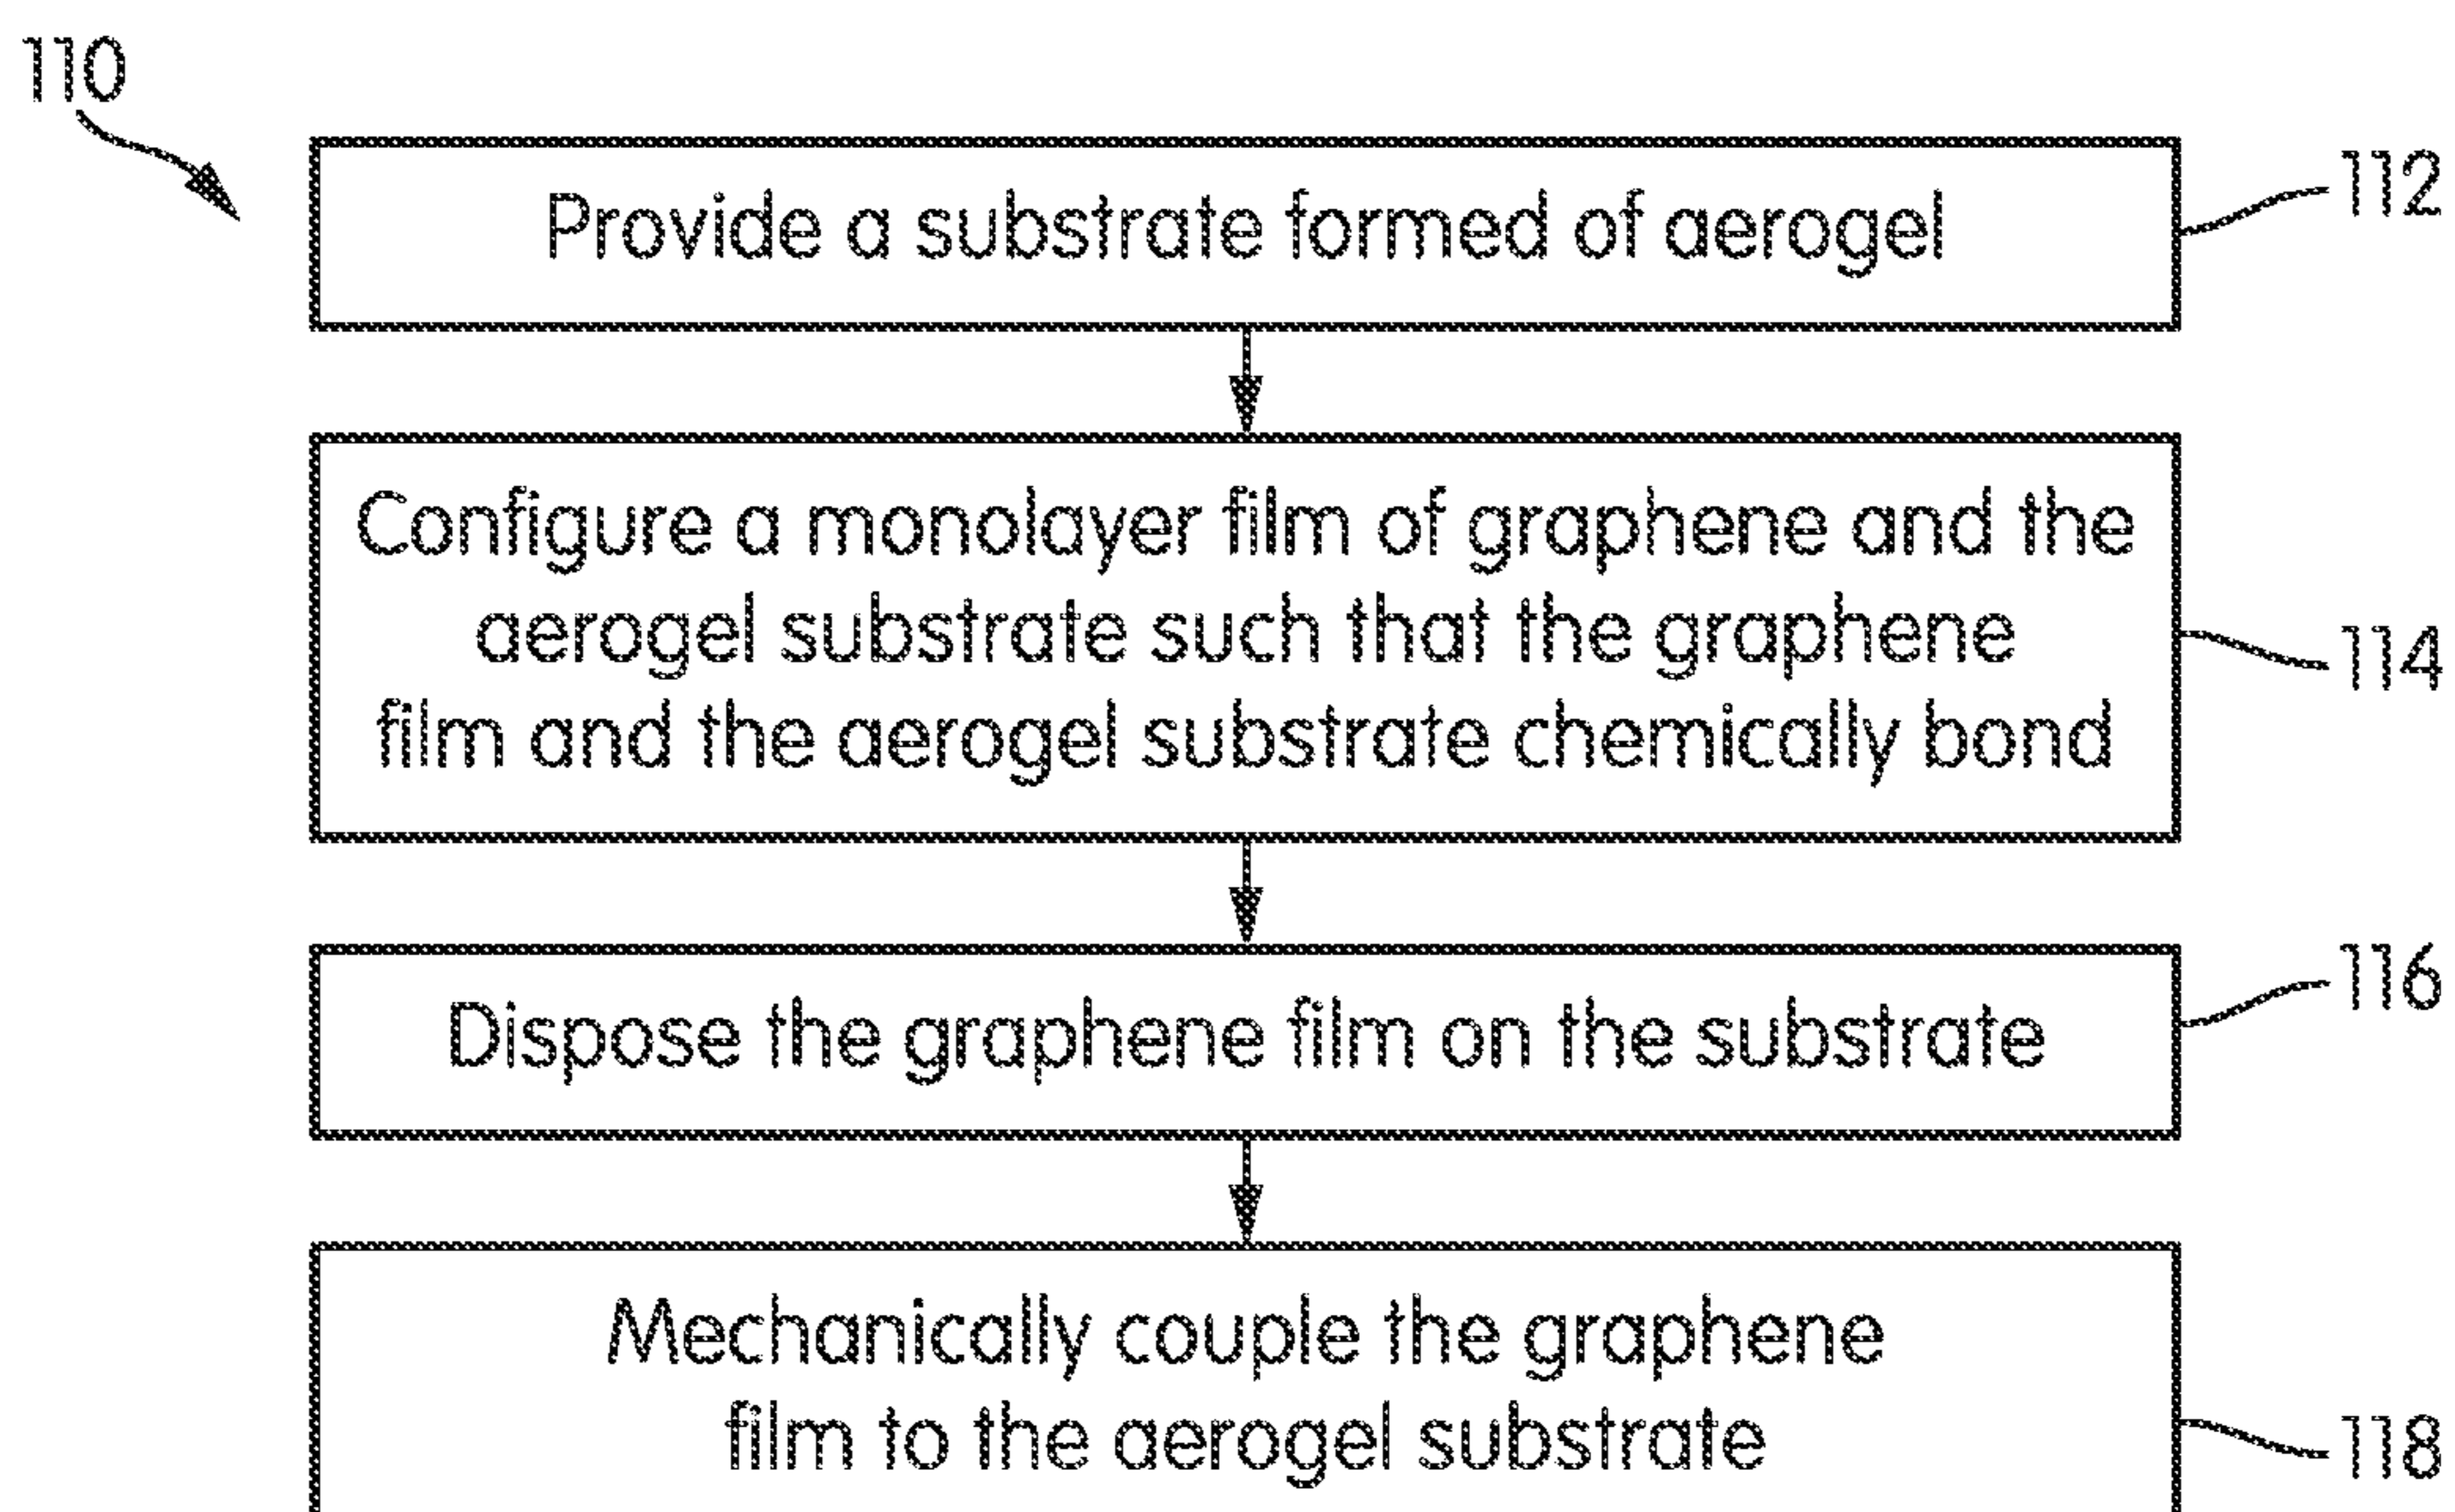 110
Provide a substrate formed of aerogel
112
Configure a monolayer film of graphene and the
aerogel substrate such that the graphene
film and the aerogel substrate chemically bond
114
Dispose the graphene film on the substrate
116
Mechanically couple the graphene
film to the aerogel substrate
118